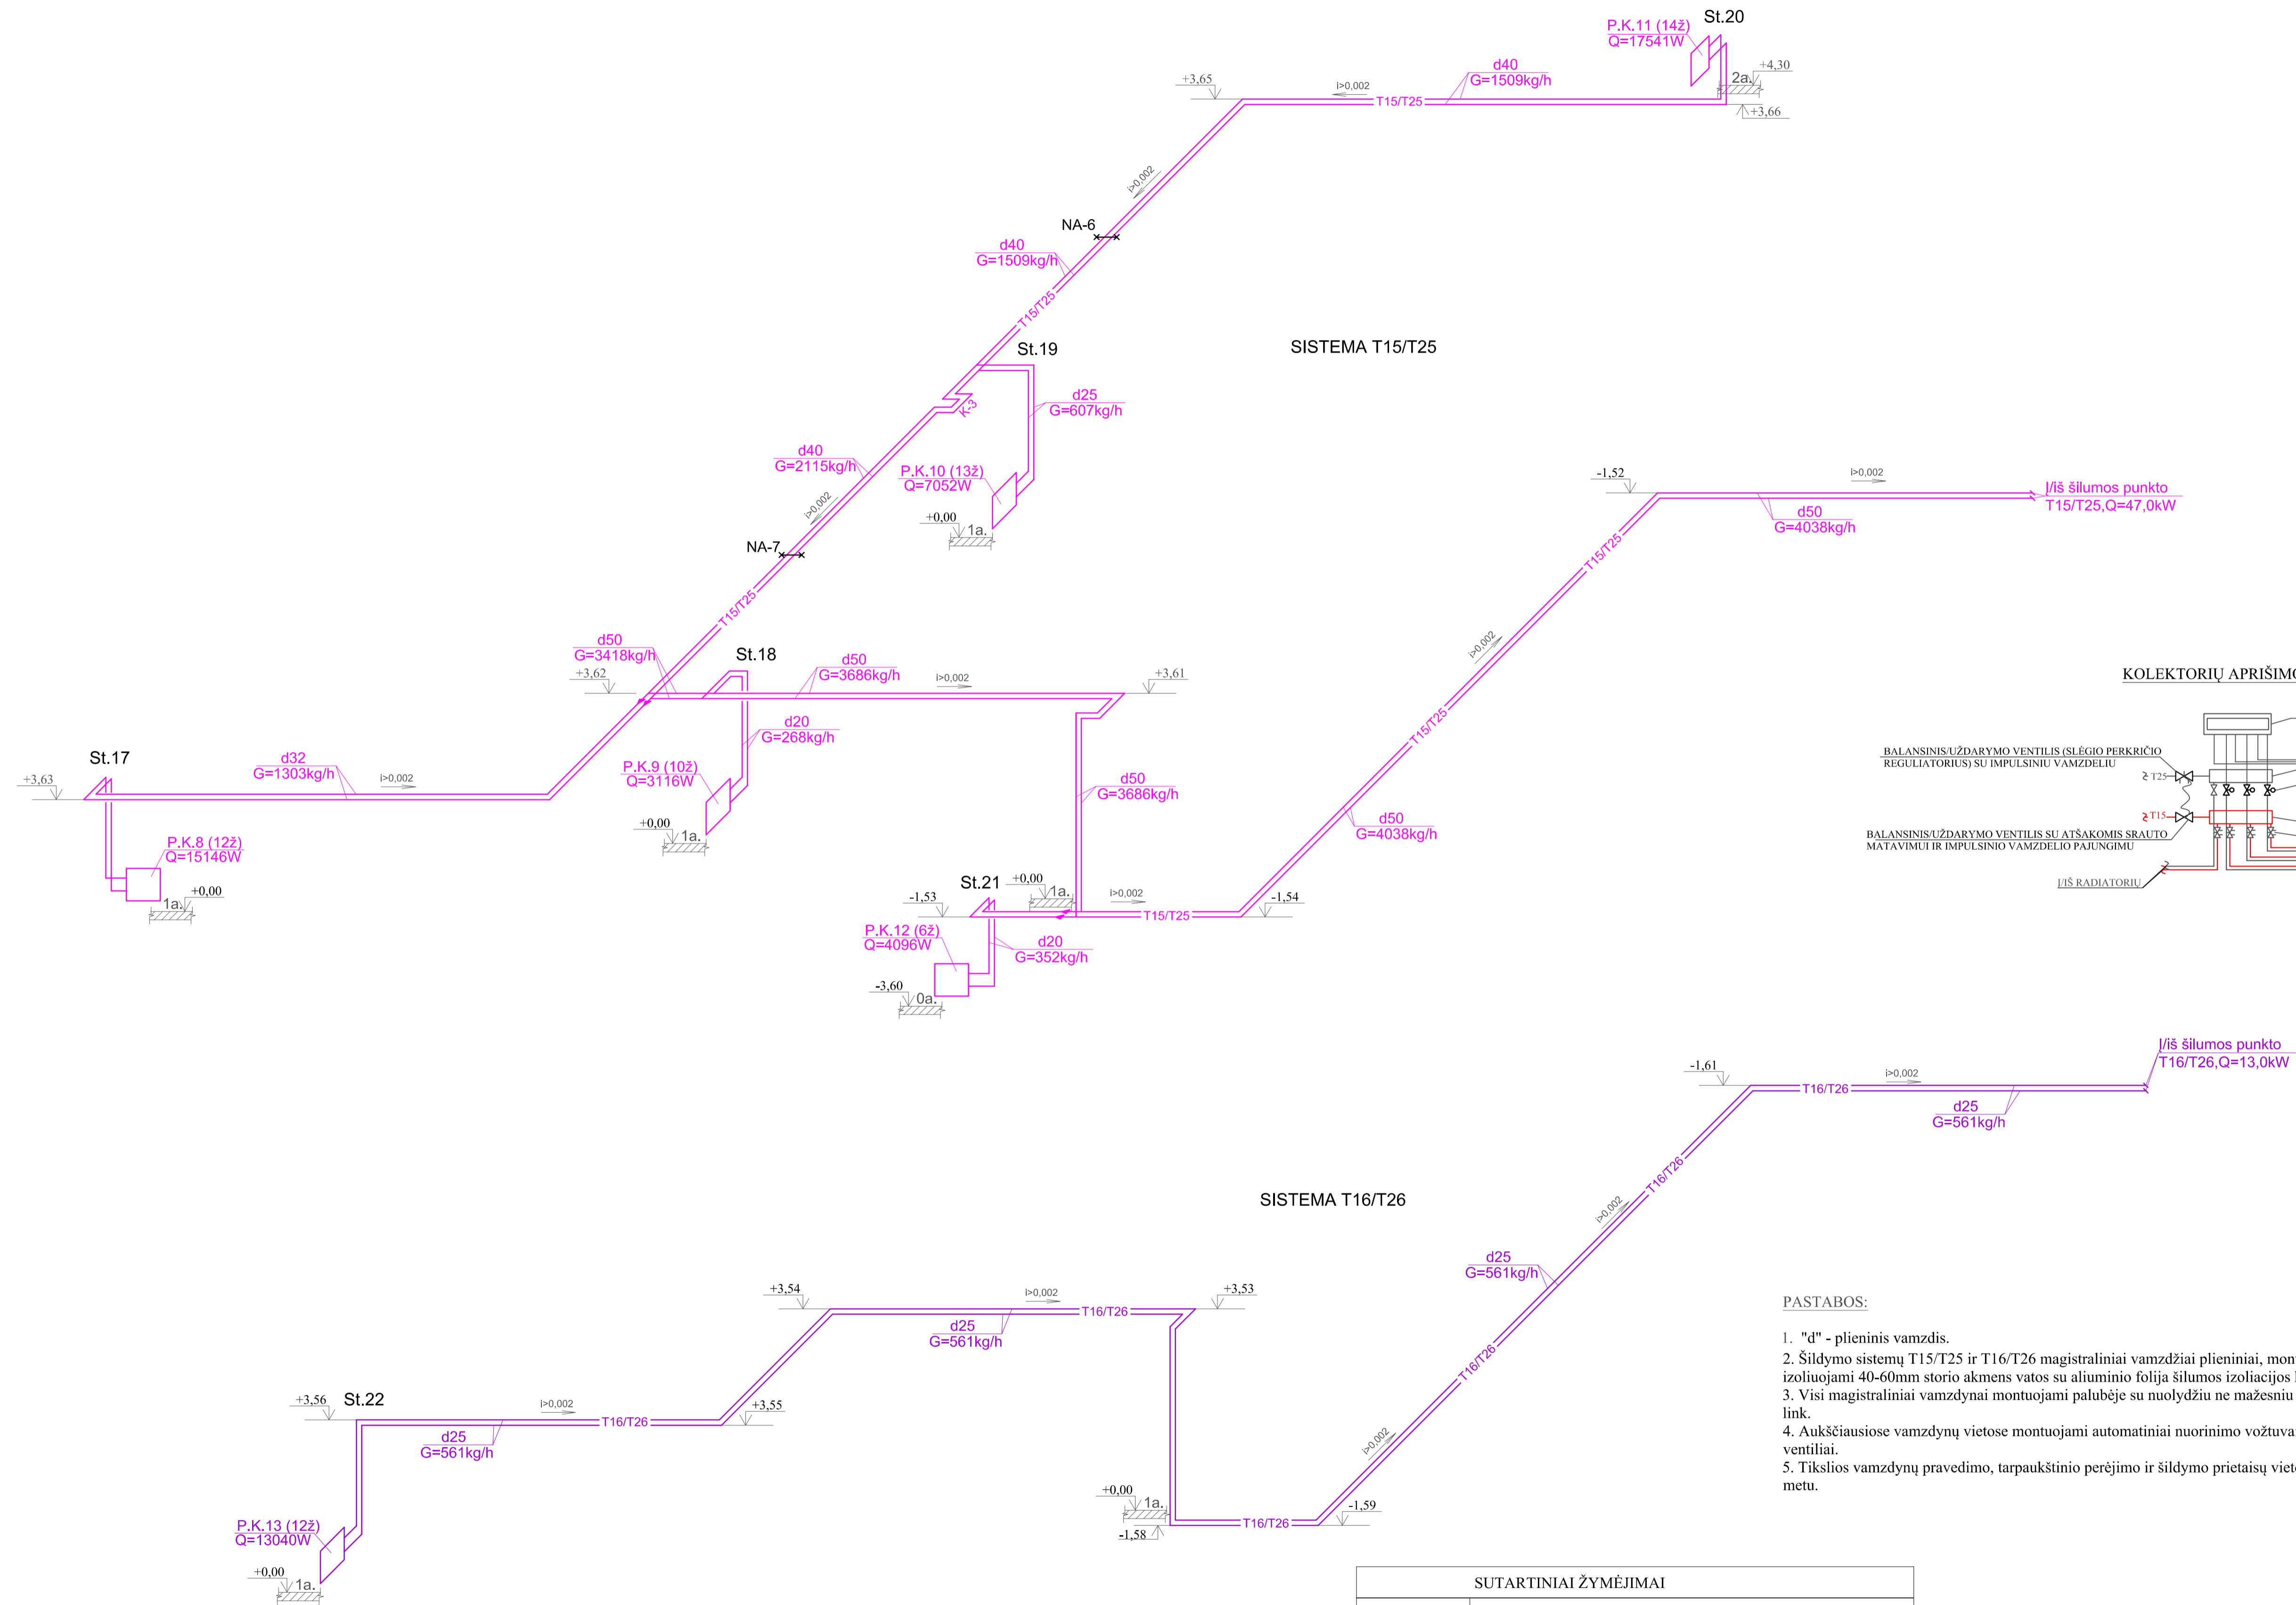 St.20
P.K.11 (14ž)
Q=17541W
2a.
+4,30
+3,66
d40
G=1509kg/h
i>0,002
T15/T25
+3,65
i>0,002
NA-6
d40
G=1509kg/h
T15/T25
SISTEMA T15/T25
St.19
d25
G=607kg/h
K-3
d40
G=2115kg/h
P.K.10 (13ž)
Q=7052W
+0,00
1a.
i>0,002
NA-7
T15/T25
-1,52
i>0,002
d50
G=4038kg/h
Į/iš šilumos punkto
T15/T25,Q=47,0kW
T15/T25
i>0,002
T15/T25
d50
G=3418kg/h
+3,62
St.18
d50
G=3686kg/h
i>0,002
+3,61
d20
G=268kg/h
P.K.9 (10ž)
Q=3116W
+0,00
1a.
St.17
+3,63
d32
G=1303kg/h
i>0,002
P.K.8 (12ž)
Q=15146W
+0,00
1a.
d50
G=3686kg/h
d50
G=4038kg/h
St.21
+0,00
1a.
i>0,002
-1,53
T15/T25
-1,54
P.K.12 (6ž)
Q=4096W
d20
G=352kg/h
-3,60
0a.
KOLEKTORIŲ APRIŠIMO
BALANSINIS/UŽDARYMO VENTILIS (SLĖGIO PERKRIČIO
REGULIATORIUS) SU IMPULSINIU VAMZDELIU
T25
T15
BALANSINIS/UŽDARYMO VENTILIS SU ATŠAKOMIS SRAUTO
MATAVIMUI IR IMPULSINIO VAMZDELIO PAJUNGIMU
Į/IŠ RADIATORIŲ
Į/iš šilumos punkto
T16/T26,Q=13,0kW
-1,61
i>0,002
T16/T26
d25
G=561kg/h
SISTEMA T16/T26
T16/T26
i>0,002
d25
G=561kg/h
T16/T26
i>0,002
+3,54
i>0,002
+3,53
T16/T26
d25
G=561kg/h
+3,56
St.22
i>0,002
T16/T26
+3,55
d25
G=561kg/h
P.K.13 (12ž)
Q=13040W
+0,00
1a.
+0,00
1a.
-1,58
T16/T26
-1,59
PASTABOS:
1. "d" - plieninis vamzdis.
2. Šildymo sistemų T15/T25 ir T16/T26 magistraliniai vamzdžiai plieniniai, mon
izoliuojami 40-60mm storio akmens vatos su aliuminio folija šilumos izoliacijos
3. Visi magistraliniai vamzdynai montuojami palubėje su nuolydžiu ne mažesniu
link.
4. Aukščiausiose vamzdynų vietose montuojami automatiniai nuorinimo vožtuva
ventiliai.
5. Tikslios vamzdynų pravedimo, tarpaukštinio perėjimo ir šildymo prietaisų viet
metu.
SUTARTINIAI ŽYMĖJIMAI